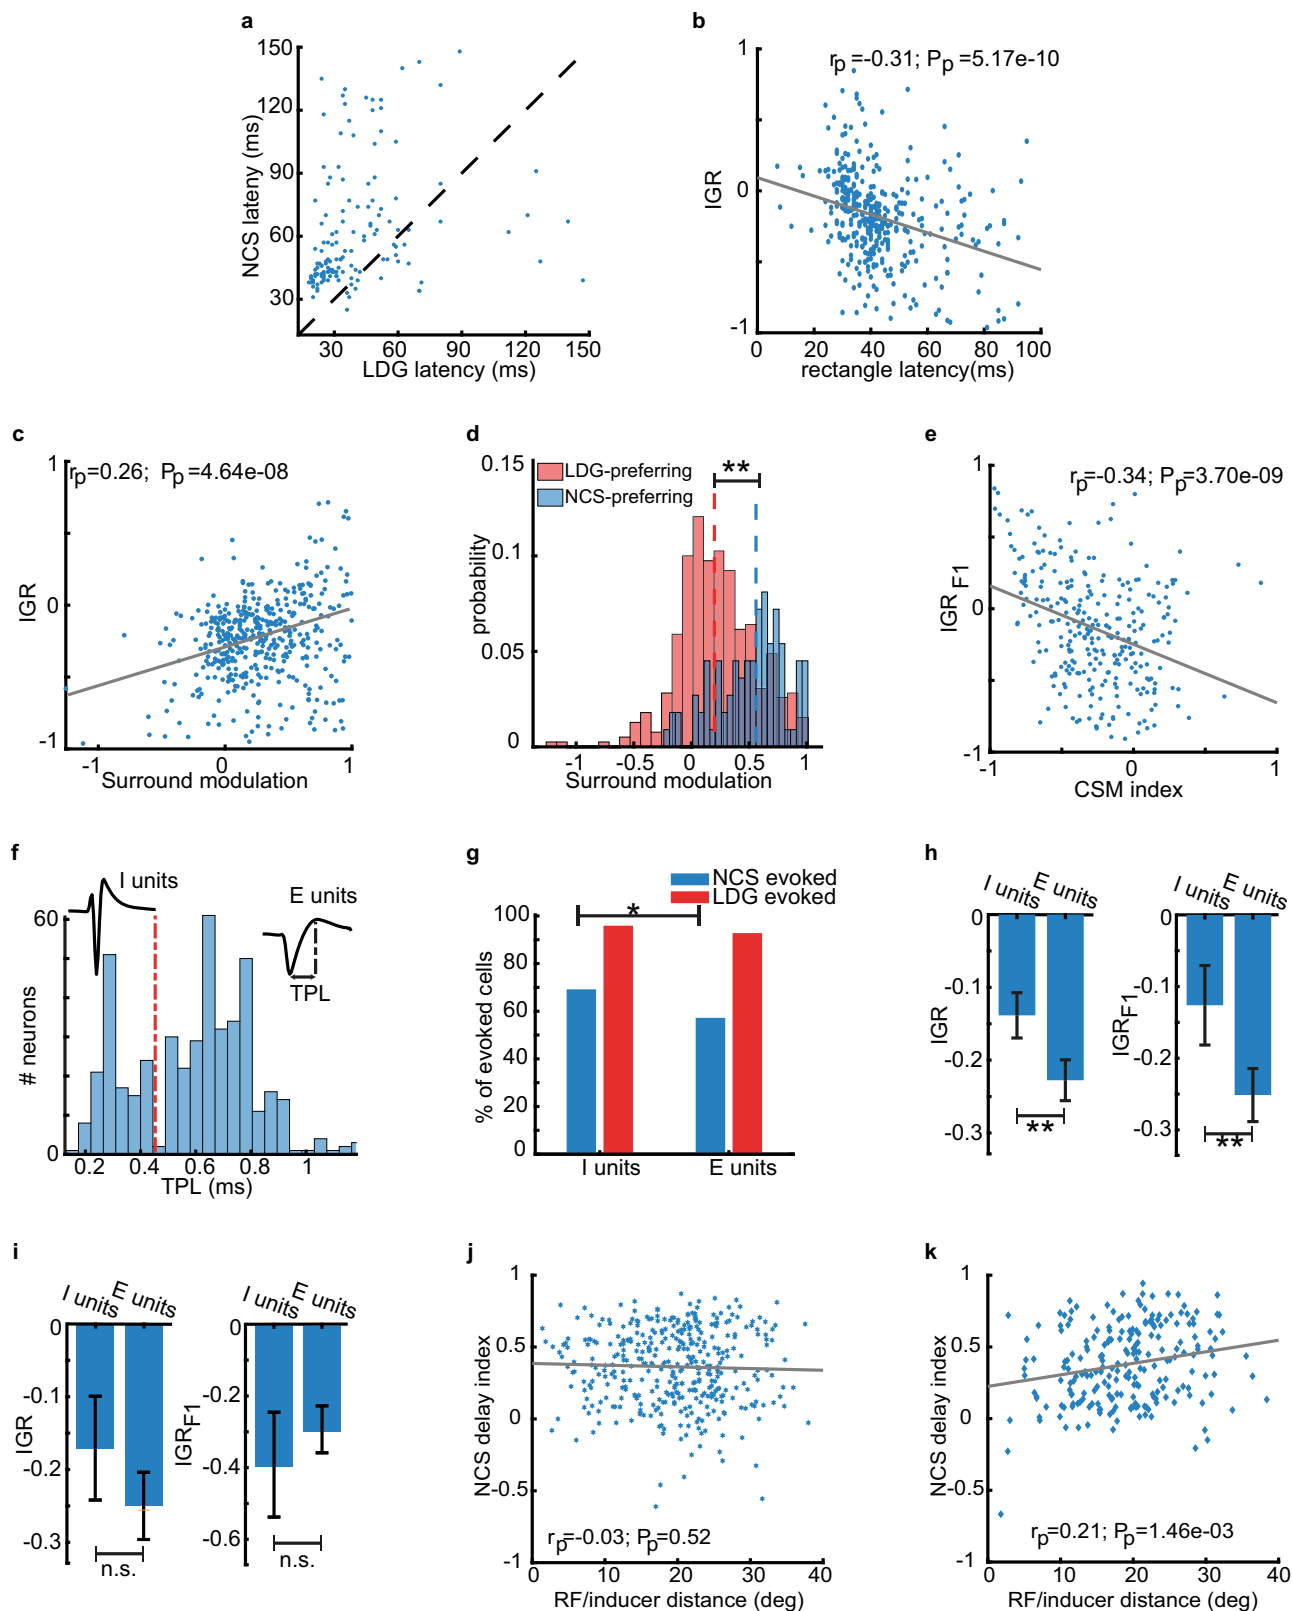 a
150
120
90
60
30
NCS lateny (ms)
30 60 90 120 150
LDG latency (ms)
b
rp=-0.31; Pp=5.17e-10
1
0
-1
IGR
0 20 40 60 80 100
rectangle latency(ms)
c
rp=0.26; Pp=4.64e-08
1
0
-1
IGR
-1 0 1
Surround modulation
d
LDG-preferring
NCS-preferring
**
0.15
0.1
0.05
0
probability
-1 -0.5 0 0.5 1
Surround modulation
e
rp=-0.34; Pp=3.70e-09
1
0
-1
IGR F1
-1 0 1
CSM index
f
I units
E units
TPL
60
0
# neurons
0.2 0.4 0.6 0.8 1
TPL (ms)
g
NCS evoked
LDG evoked
*
100
80
60
40
20
0
% of evoked cells
I units E units
h
I units E units
0
-0.1
-0.2
-0.3
IGR
**
I units E units
0
-0.1
-0.2
-0.3
IGRF1
**
i
I units E units
0
-0.1
-0.2
-0.3
IGR
n.s.
I units E units
0
-0.2
-0.4
-0.6
IGRF1
n.s.
j
1
0.5
0
-0.5
-1
NCS delay index
rp=-0.03; Pp=0.52
0 10 20 30 40
RF/inducer distance (deg)
k
1
0.5
0
-0.5
-1
NCS delay index
rp=0.21; Pp=1.46e-03
0 10 20 30 40
RF/inducer distance (deg)